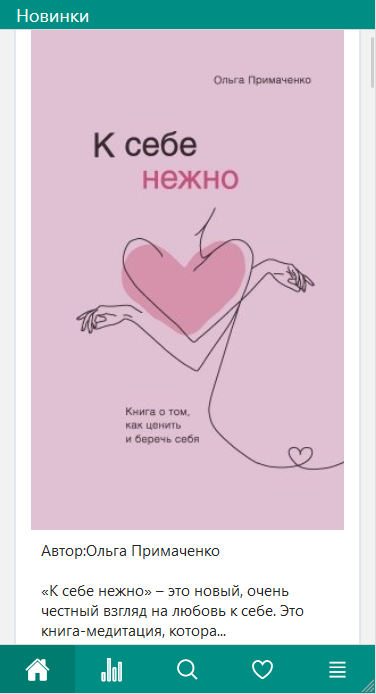 Новинки
Ольга Примаченко
К себе
нежно
Книга о том,
как ценить
и беречь себя
Автор:Ольга Примаченко
«К себе нежно» – это новый, очень
честный взгляд на любовь к себе. Это
книга-медитация, котора...